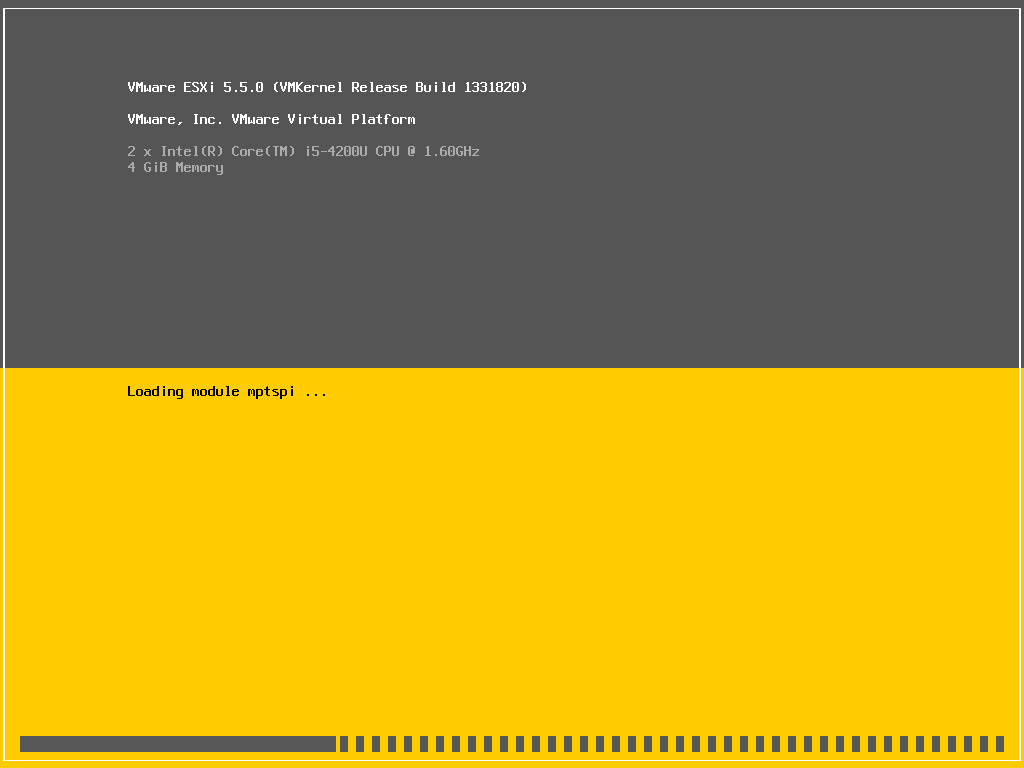 VMware ESXi 5.5.0 (VMKernel Release Build 1331820)
VMware, Inc. VMware Virtual Platform
2 x Intel(R) Core(TM) i5-4200U CPU @ 1.60GHz
4 GiB Memory
Loading module mptspi ...